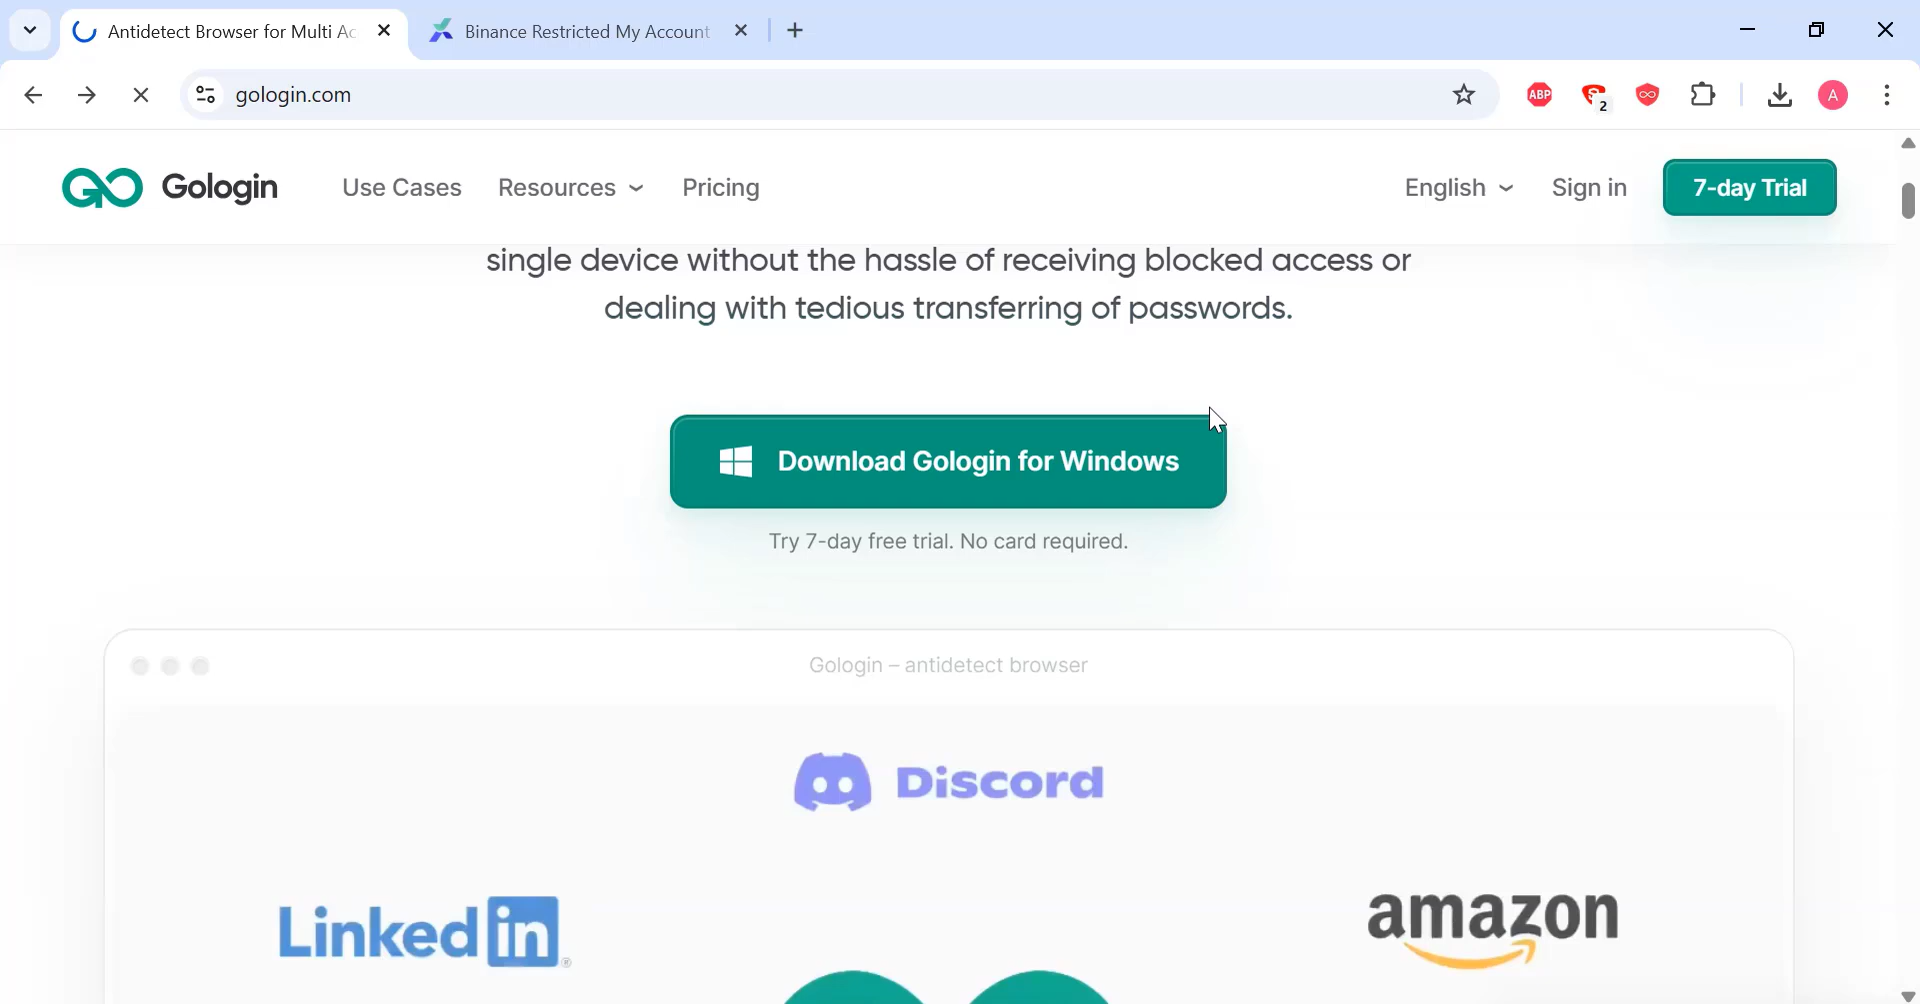 Antidetect Browser for Multi Ac
Binance Restricted My Account
gologin.com
ABP
2
A
GO Gologin
Use Cases
Resources
Pricing
English
Sign in
7-day Trial
single device without the hassle of receiving blocked access or
dealing with tedious transferring of passwords.
Download Gologin for Windows
Try 7-day free trial. No card required.
Gologin – antidetect browser
Discord
Linked in ®
amazon